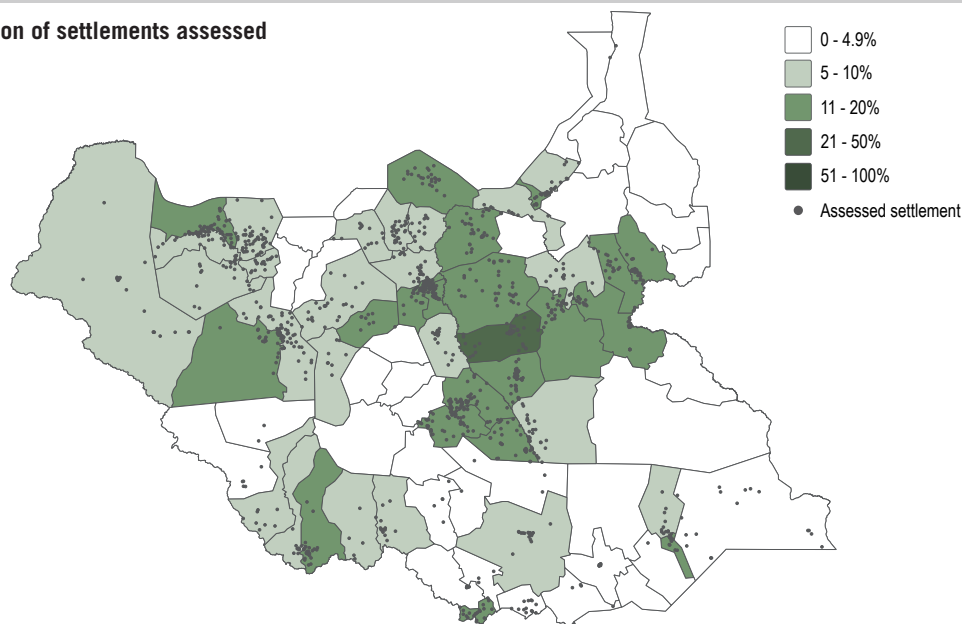 on of settlements assessed
0 - 4.9%
5 - 10%
11 - 20%
21 - 50%
51 - 100%
Assessed settlement